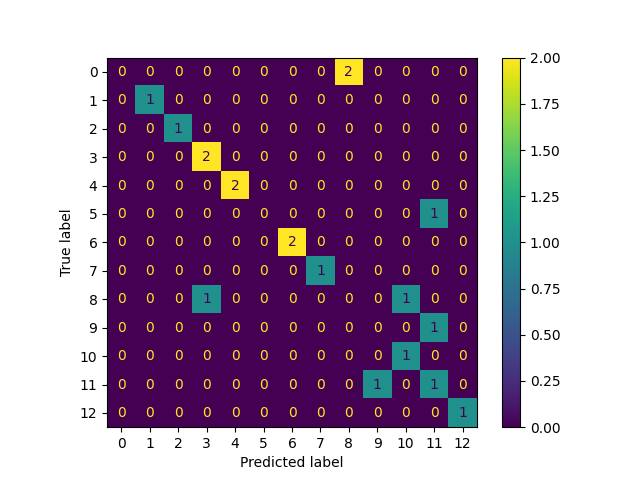 0 0 0 0 0 0 0 0 0 2 0 0 0 0 2.00
1 0 1 0 0 0 0 0 0 0 0 0 0 0 1.75
2 0 0 1 0 0 0 0 0 0 0 0 0 0
3 0 0 0 2 0 0 0 0 0 0 0 0 0 1.50
4 0 0 0 0 2 0 0 0 0 0 0 0 0
5 0 0 0 0 0 0 0 0 0 0 0 1 0 1.25
True label
6 0 0 0 0 0 0 2 0 0 0 0 0 0 1.00
7 0 0 0 0 0 0 0 1 0 0 0 0 0
8 0 0 0 1 0 0 0 0 0 0 1 0 0 0.75
9 0 0 0 0 0 0 0 0 0 0 0 1 0
10 0 0 0 0 0 0 0 0 0 0 1 0 0 0.50
11 0 0 0 0 0 0 0 0 0 1 0 1 0 0.25
12 0 0 0 0 0 0 0 0 0 0 0 0 1 0.00
0 1 2 3 4 5 6 7 8 9 10 11 12
Predicted label